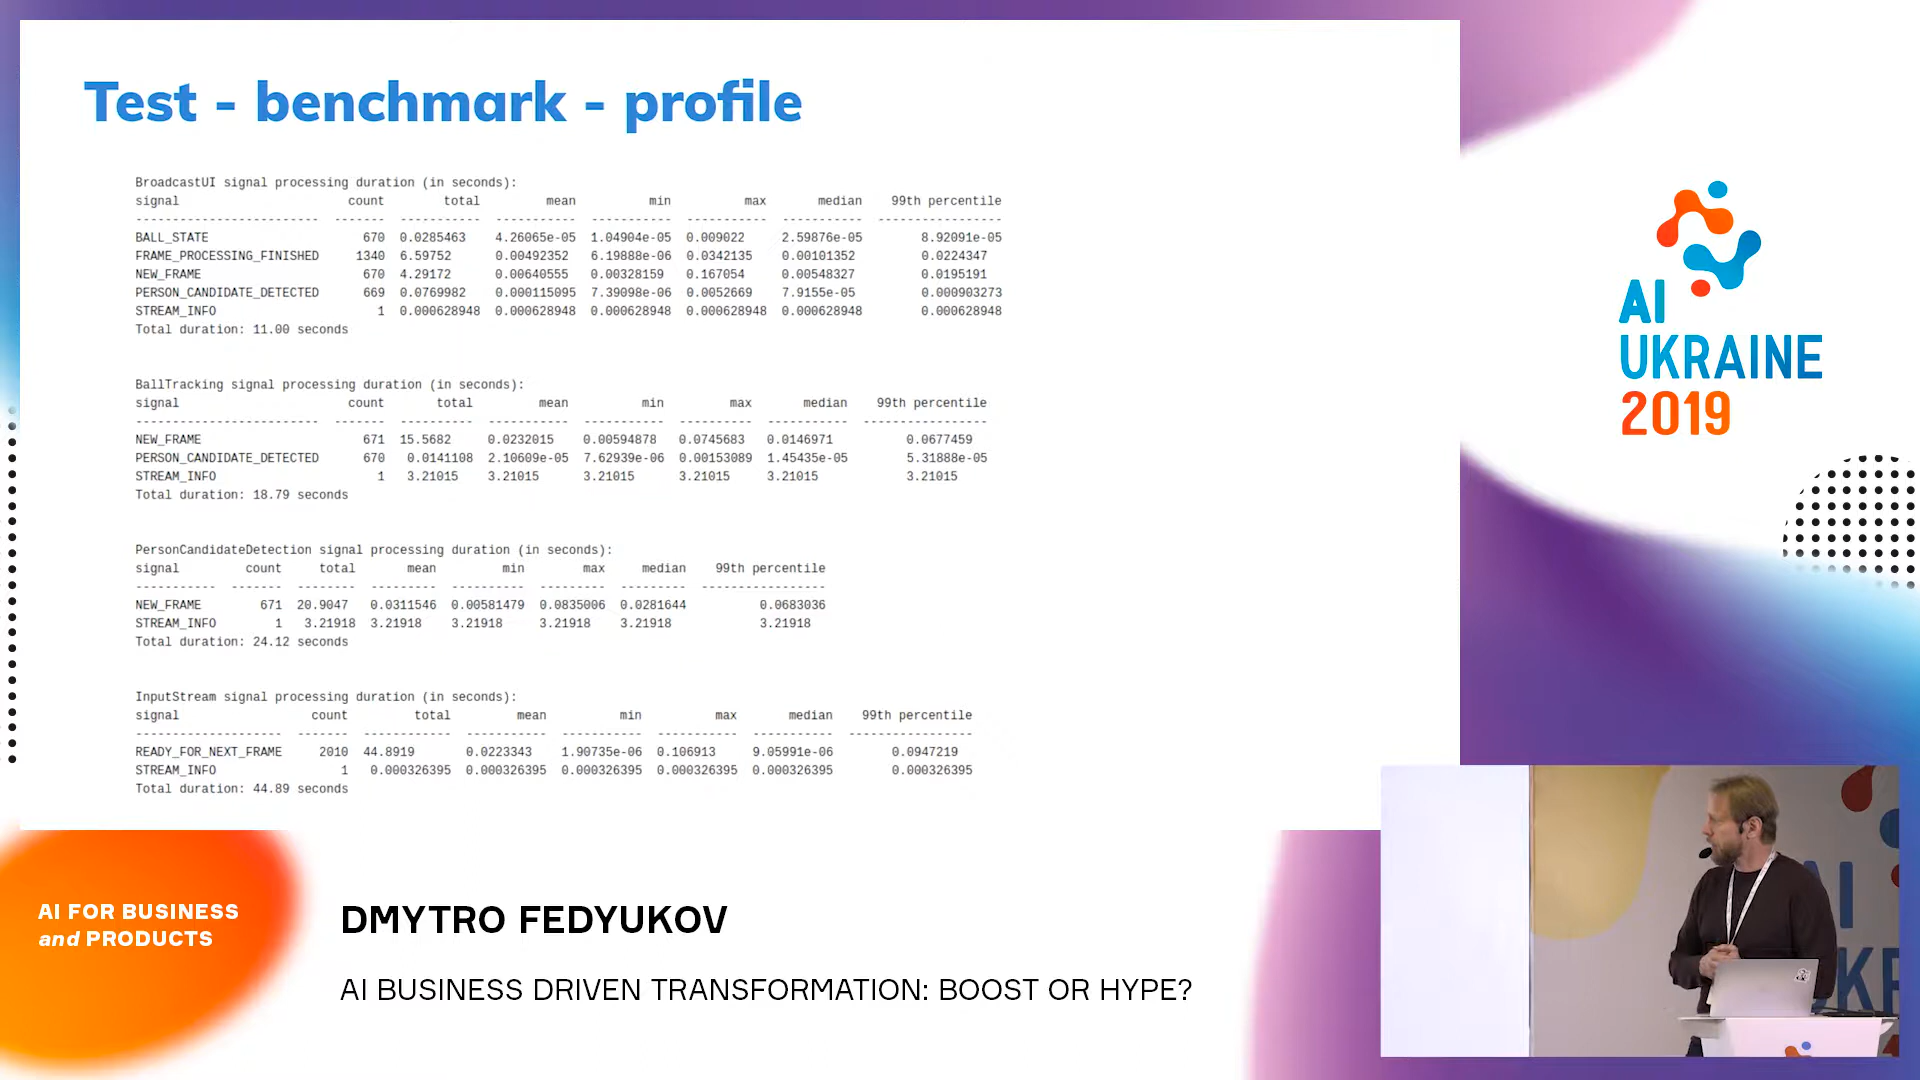 Test - benchmark - profile
BroadcastUI signal processing duration (in seconds):
signal count total mean min max median 99th percentile
------------------------- ------- ----------- ----------- ----------- ----------- ----------- -----------------
BALL_STATE 670 0.0285463 4.26065e-05 1.04904e-05 0.009022 2.59876e-05 8.92091e-05
FRAME_PROCESSING_FINISHED 1340 6.59752 0.00492352 6.19888e-06 0.0342135 0.00101352 0.0224347
NEW_FRAME 670 4.29172 0.00640555 0.00328159 0.167054 0.00548327 0.0195191
PERSON_CANDIDATE_DETECTED 669 0.0769982 0.000115095 7.39098e-06 0.0052669 7.9155e-05 0.000903273
STREAM_INFO 1 0.000628948 0.000628948 0.000628948 0.000628948 0.000628948 0.000628948
Total duration: 11.00 seconds
BallTracking signal processing duration (in seconds):
signal count total mean min max median 99th percentile
------------------------- ------- ---------- ----------- ----------- ---------- ----------- -----------------
NEW_FRAME 671 15.5682 0.0232015 0.00594878 0.0745683 0.0146971 0.0677459
PERSON_CANDIDATE_DETECTED 670 0.0141108 2.10609e-05 7.62939e-06 0.00153089 1.45435e-05 5.31888e-05
STREAM_INFO 1 3.21015 3.21015 3.21015 3.21015 3.21015 3.21015
Total duration: 18.79 seconds
PersonCandidateDetection signal processing duration (in seconds):
signal count total mean min max median 99th percentile
----------- ------- -------- --------- ---------- --------- --------- -----------------
NEW_FRAME 671 20.9047 0.0311546 0.00581479 0.0835006 0.0281644 0.0683036
STREAM_INFO 1 3.21918 3.21918 3.21918 3.21918 3.21918 3.21918
Total duration: 24.12 seconds
InputStream signal processing duration (in seconds):
signal count total mean min max median 99th percentile
-------------------- ------- ------------ ----------- ----------- ----------- ----------- -----------------
READY_FOR_NEXT_FRAME 2010 44.8919 0.0223343 1.90735e-06 0.106913 9.05991e-06 0.0947219
STREAM_INFO 1 0.000326395 0.000326395 0.000326395 0.000326395 0.000326395 0.000326395
Total duration: 44.89 seconds
AI
UKRAINE
2019
AI FOR BUSINESS
and PRODUCTS
DMYTRO FEDYUKOV
AI BUSINESS DRIVEN TRANSFORMATION: BOOST OR HYPE?